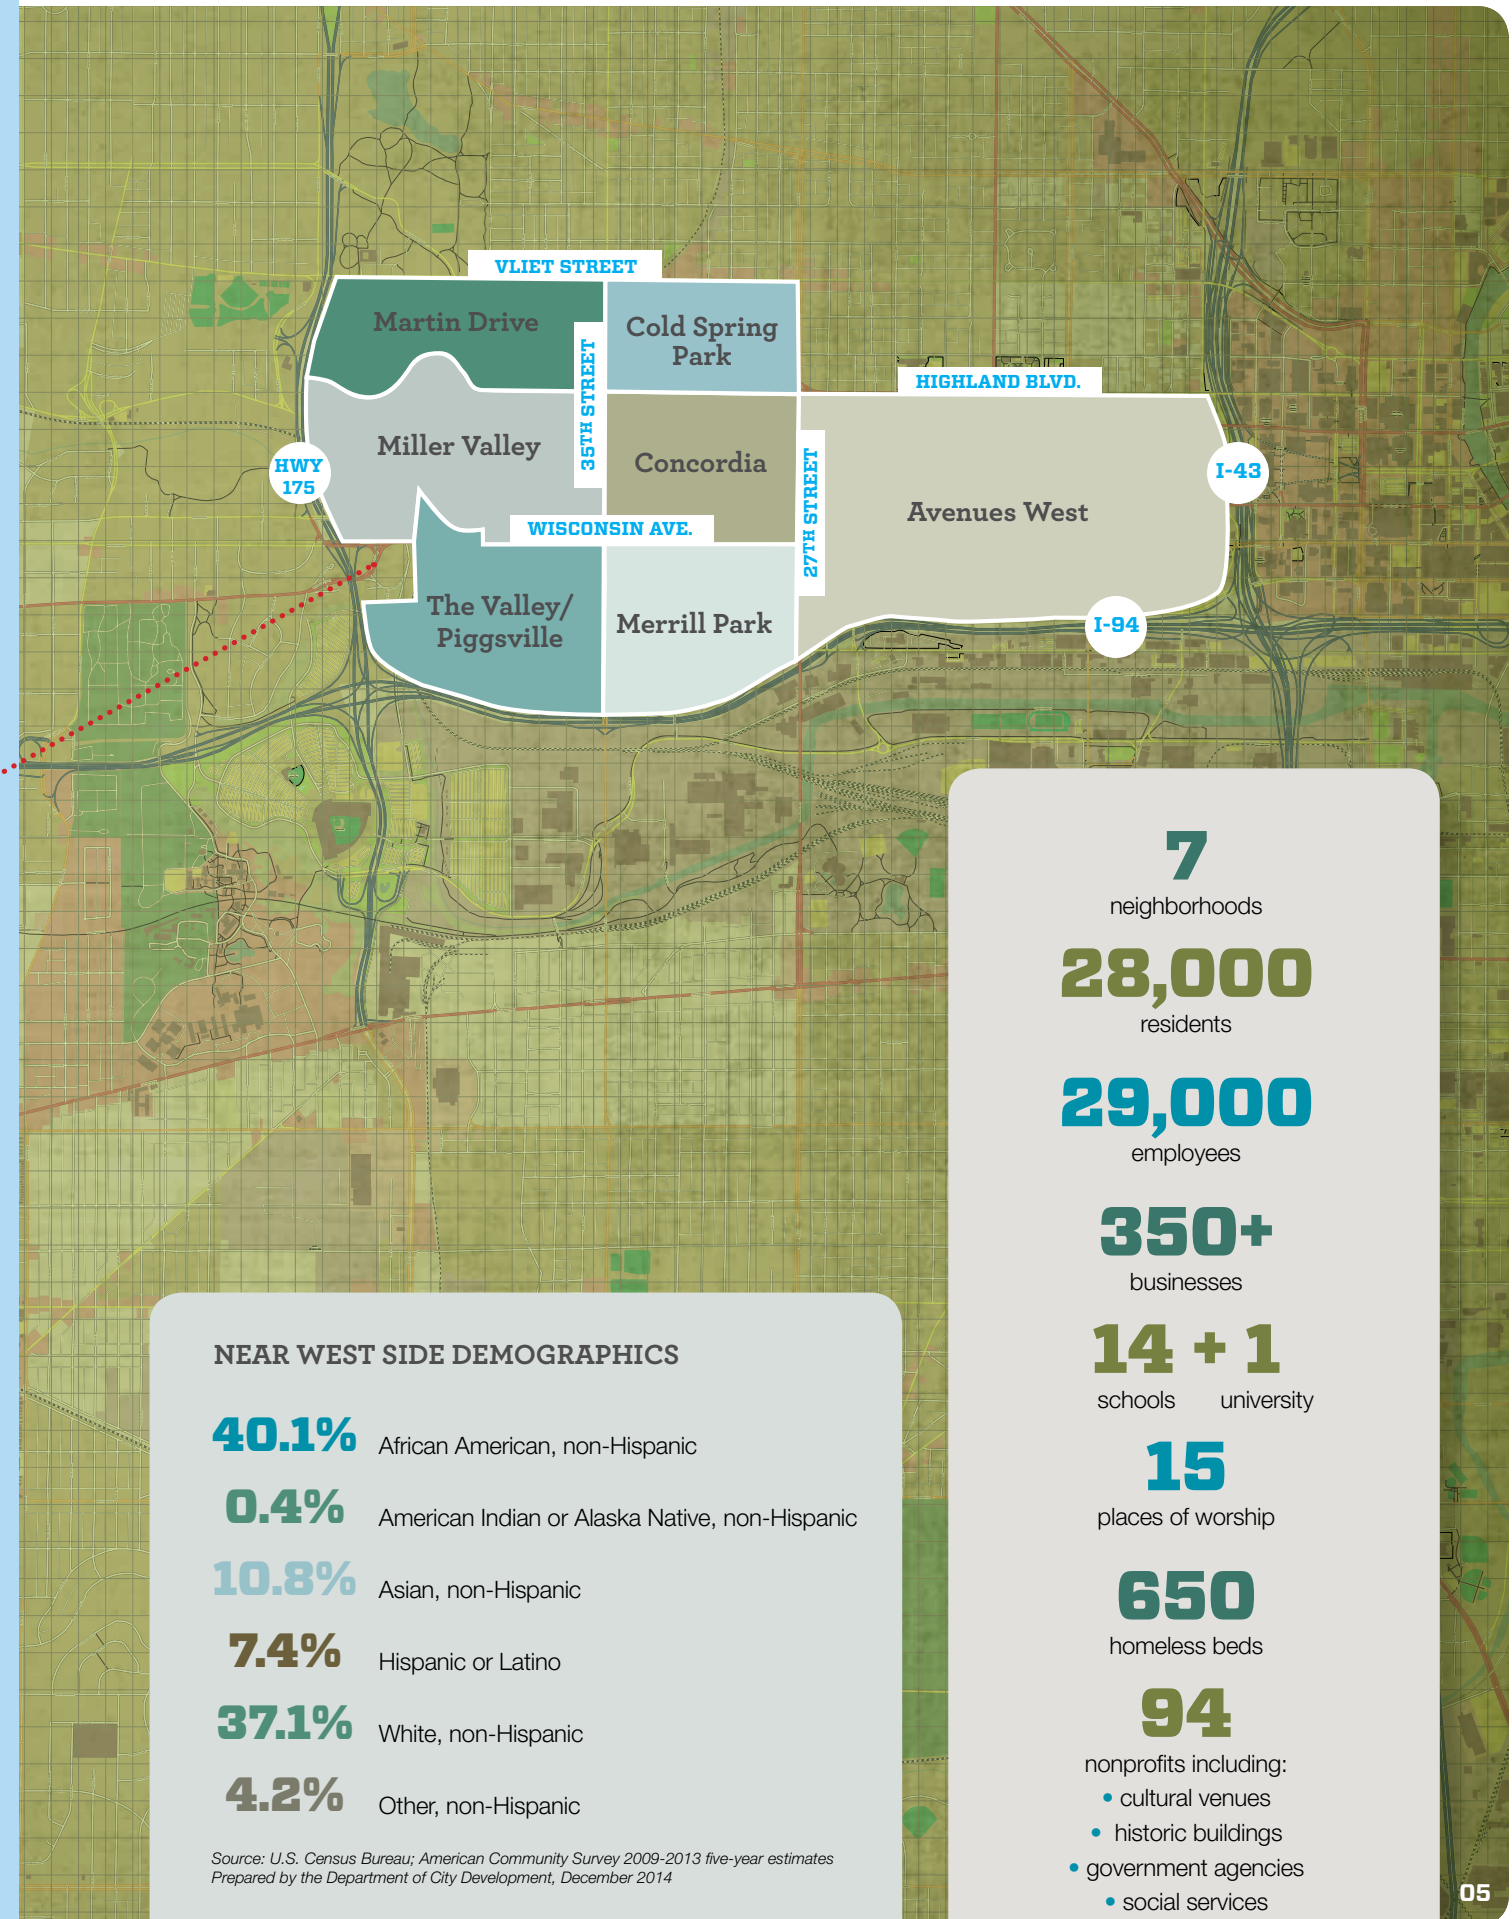 VLIET STREET
Martin Drive
Cold Spring
Park
35TH STREET
HIGHLAND BLVD.
Miller Valley
Concordia
HWY
175
I-43
27TH STREET
Avenues West
WISCONSIN AVE.
The Valley/
Piggsville
Merrill Park
I-94
7
neighborhoods
28,000
residents
29,000
employees
350+
businesses
14 + 1
schools university
15
places of worship
650
homeless beds
94
nonprofits including:
• cultural venues
• historic buildings
• government agencies
• social services
NEAR WEST SIDE DEMOGRAPHICS
40.1% African American, non-Hispanic
0.4% American Indian or Alaska Native, non-Hispanic
10.8% Asian, non-Hispanic
7.4% Hispanic or Latino
37.1% White, non-Hispanic
4.2% Other, non-Hispanic
Source: U.S. Census Bureau; American Community Survey 2009-2013 five-year estimates
Prepared by the Department of City Development, December 2014
05